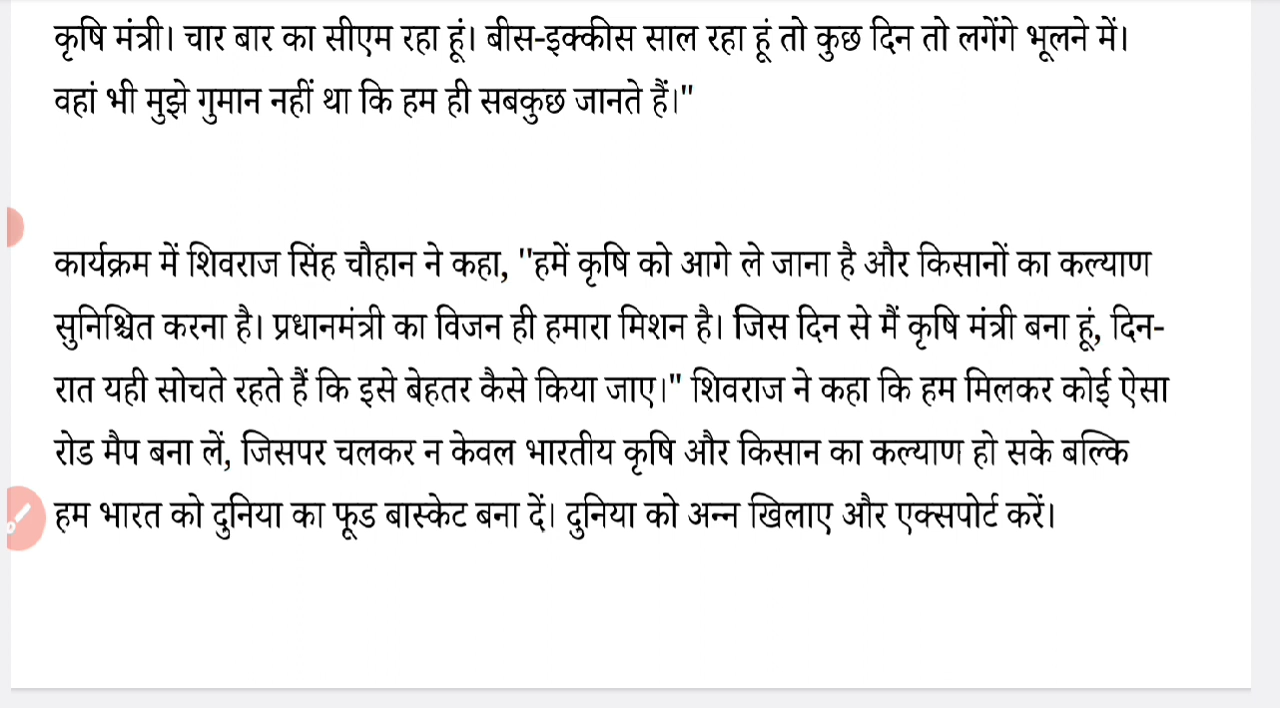 कृषि मंत्री। चार बार का सीएम रहा हूं। बीस-इक्कीस साल रहा हूं तो कुछ दिन तो लगेंगे भूलने में।
वहां भी मुझे गुमान नहीं था कि हम ही सबकुछ जानते हैं।"
कार्यक्रम में शिवराज सिंह चौहान ने कहा, "हमें कृषि को आगे ले जाना है और किसानों का कल्याण
सुनिश्चित करना है। प्रधानमंत्री का विजन ही हमारा मिशन है। जिस दिन से मैं कृषि मंत्री बना हूं, दिन-
रात यही सोचते रहते हैं कि इसे बेहतर कैसे किया जाए।" शिवराज ने कहा कि हम मिलकर कोई ऐसा
रोड मैप बना लें, जिसपर चलकर न केवल भारतीय कृषि और किसान का कल्याण हो सके बल्कि
हम भारत को दुनिया का फूड बास्केट बना दें। दुनिया को अन्न खिलाए और एक्सपोर्ट करें।